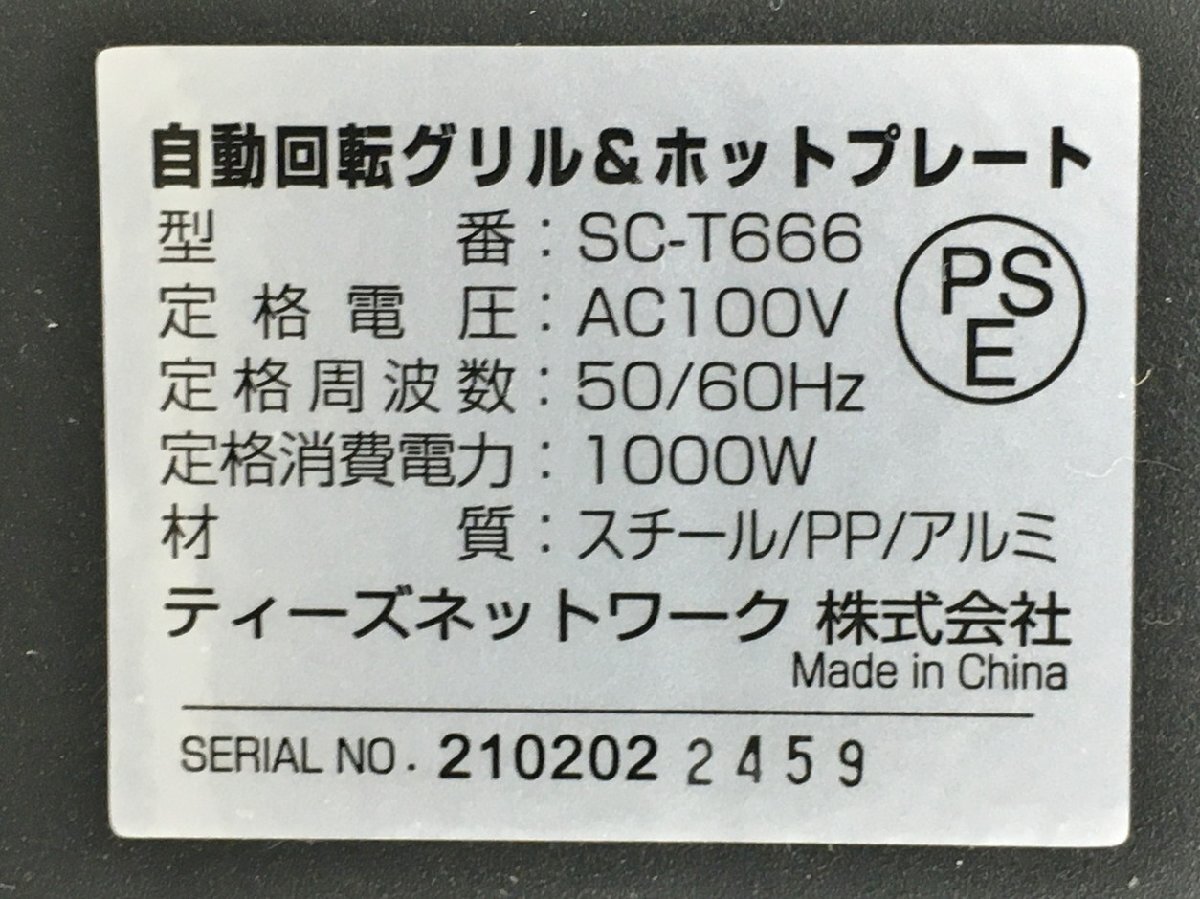 自動回転グリル&ホットプレート
型番：SC-T666
定格電圧：AC100V
定格周波数：50/60Hz
定格消費電力：1000W
材質：スチール/PP/アルミ
PS
E
ティーズネットワーク 株式会社
Made in China
SERIAL NO. 210202 2459